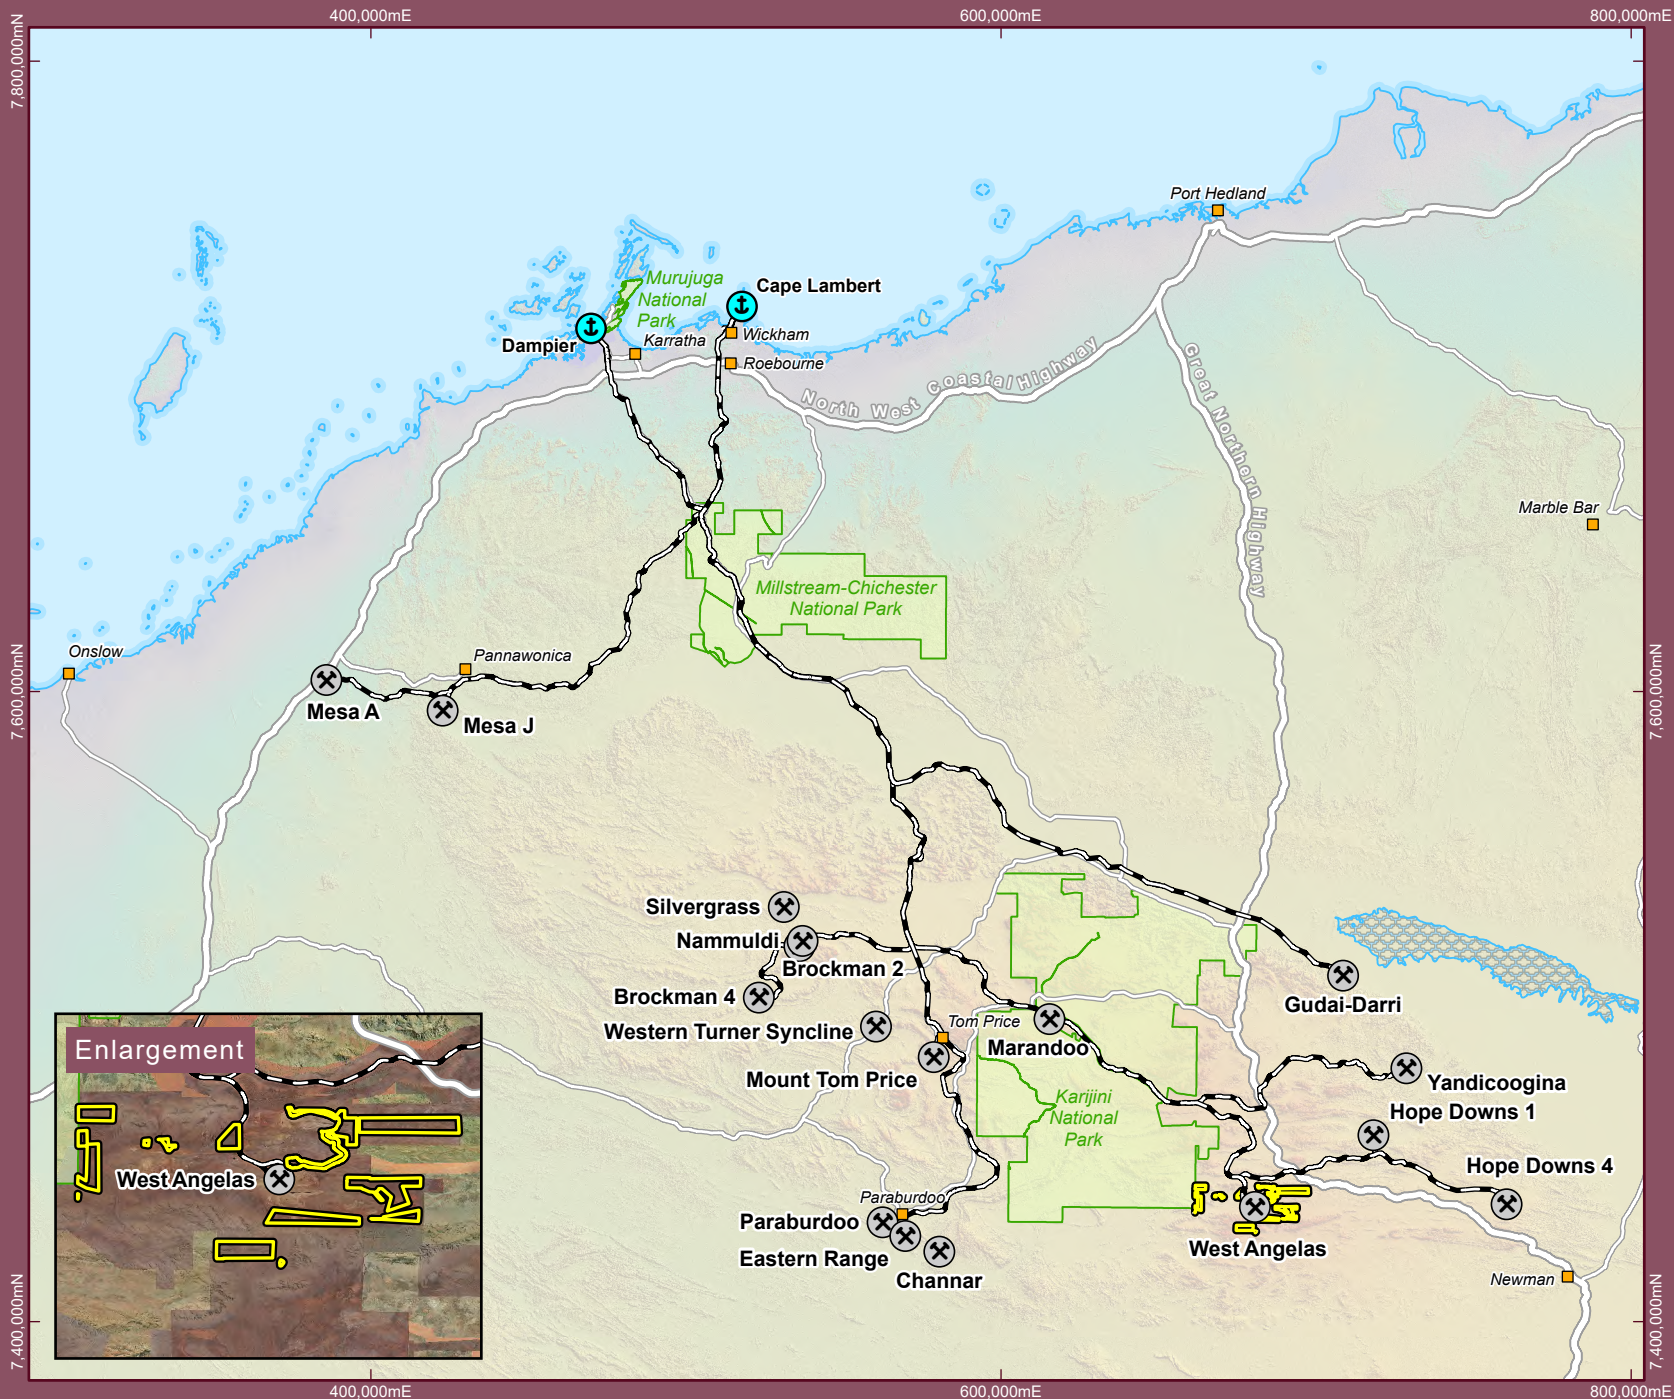 400,000mE
600,000mE
800,000mE
7,800,000mN
Port Hedland
Murujuga
National
Park
Cape Lambert
Dampier
Karratha
Wickham
Roebourne
North West Coastal Highway
Great Northern Highway
Marble Bar
Millstream-Chichester
National Park
Onslow
Pannawonica
7,600,000mN
7,600,000mN
Mesa A
Mesa J
Silvergrass
Nammuldi
Brockman 2
Brockman 4
Gudai-Darri
Western Turner Syncline
Tom Price
Marandoo
Enlargement
Mount Tom Price
Yandicoogina
Karijini
National
Park
Hope Downs 1
Hope Downs 4
West Angelas
Paraburdoo
Paraburdoo
Eastern Range
Channar
West Angelas
Newman
7,400,000mN
7,400,000mN
400,000mE
600,000mE
800,000mE